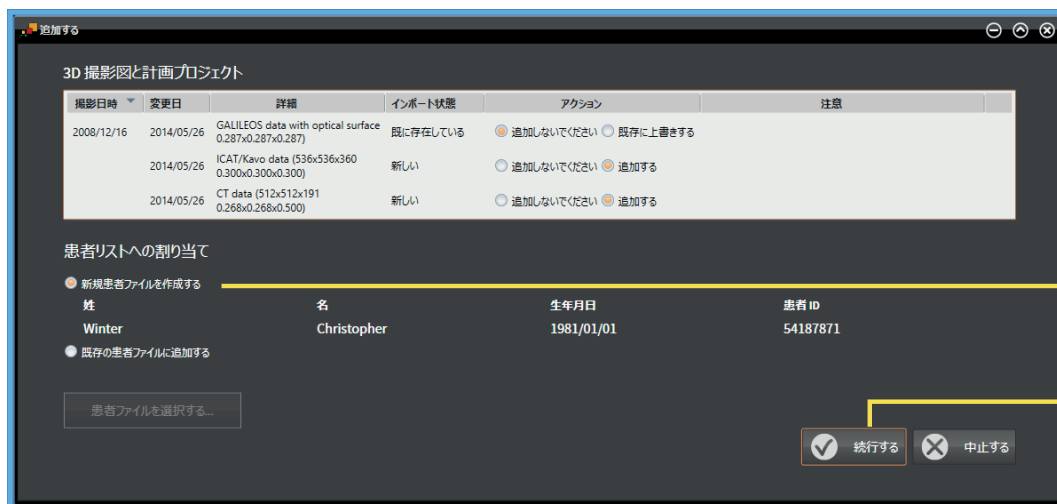 追加する
3D 撮影図と計画プロジェクト
撮影日時 変更日 詳細 インポート状態 アクション 注意
2008/12/16 2014/05/26 GALILEOS data with optical surface 既に存在している 追加しないでください 既存に上書きする
0.287x0.287x0.287)
2014/05/26 ICAT/Kavo data (536x536x360 新しい 追加しないでください 追加する
0.300x0.300x0.300)
2014/05/26 CT data (512x512x191 新しい 追加しないでください 追加する
0.268x0.268x0.500)
患者リストへの割り当て
新規患者ファイルを作成する
姓 名 生年月日 患者 ID
Winter Christopher 1981/01/01 54187871
既存の患者ファイルに追加する
患者ファイルを選択する...
続行する 中止する